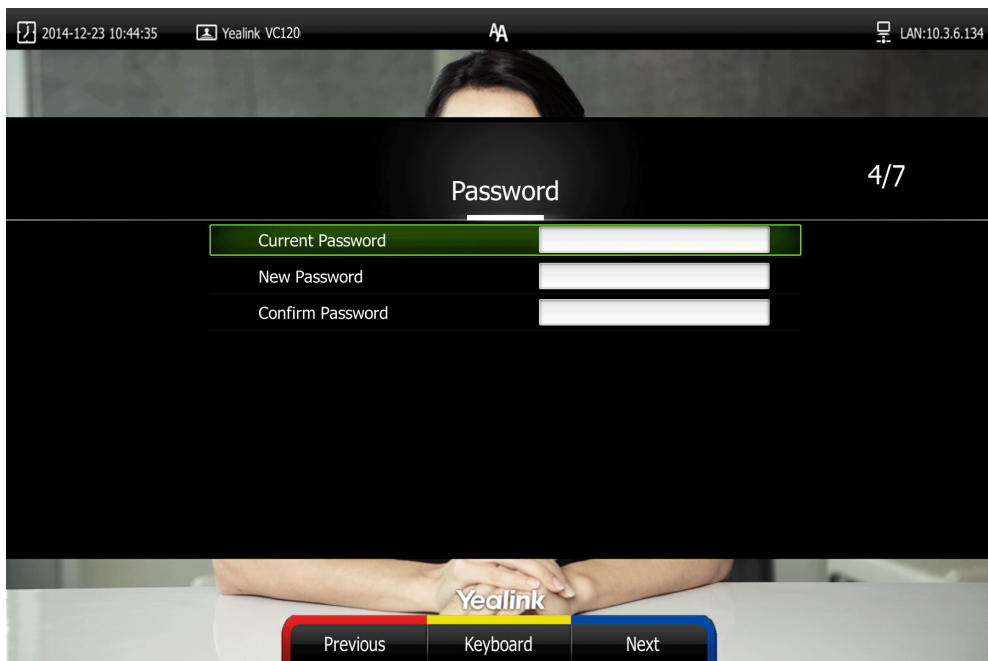 2014-12-23 10:44:35 Yealink VC120 AA LAN:10.3.6.134
4/7
Password
Current Password
New Password
Confirm Password
Yealink
Previous Keyboard Next